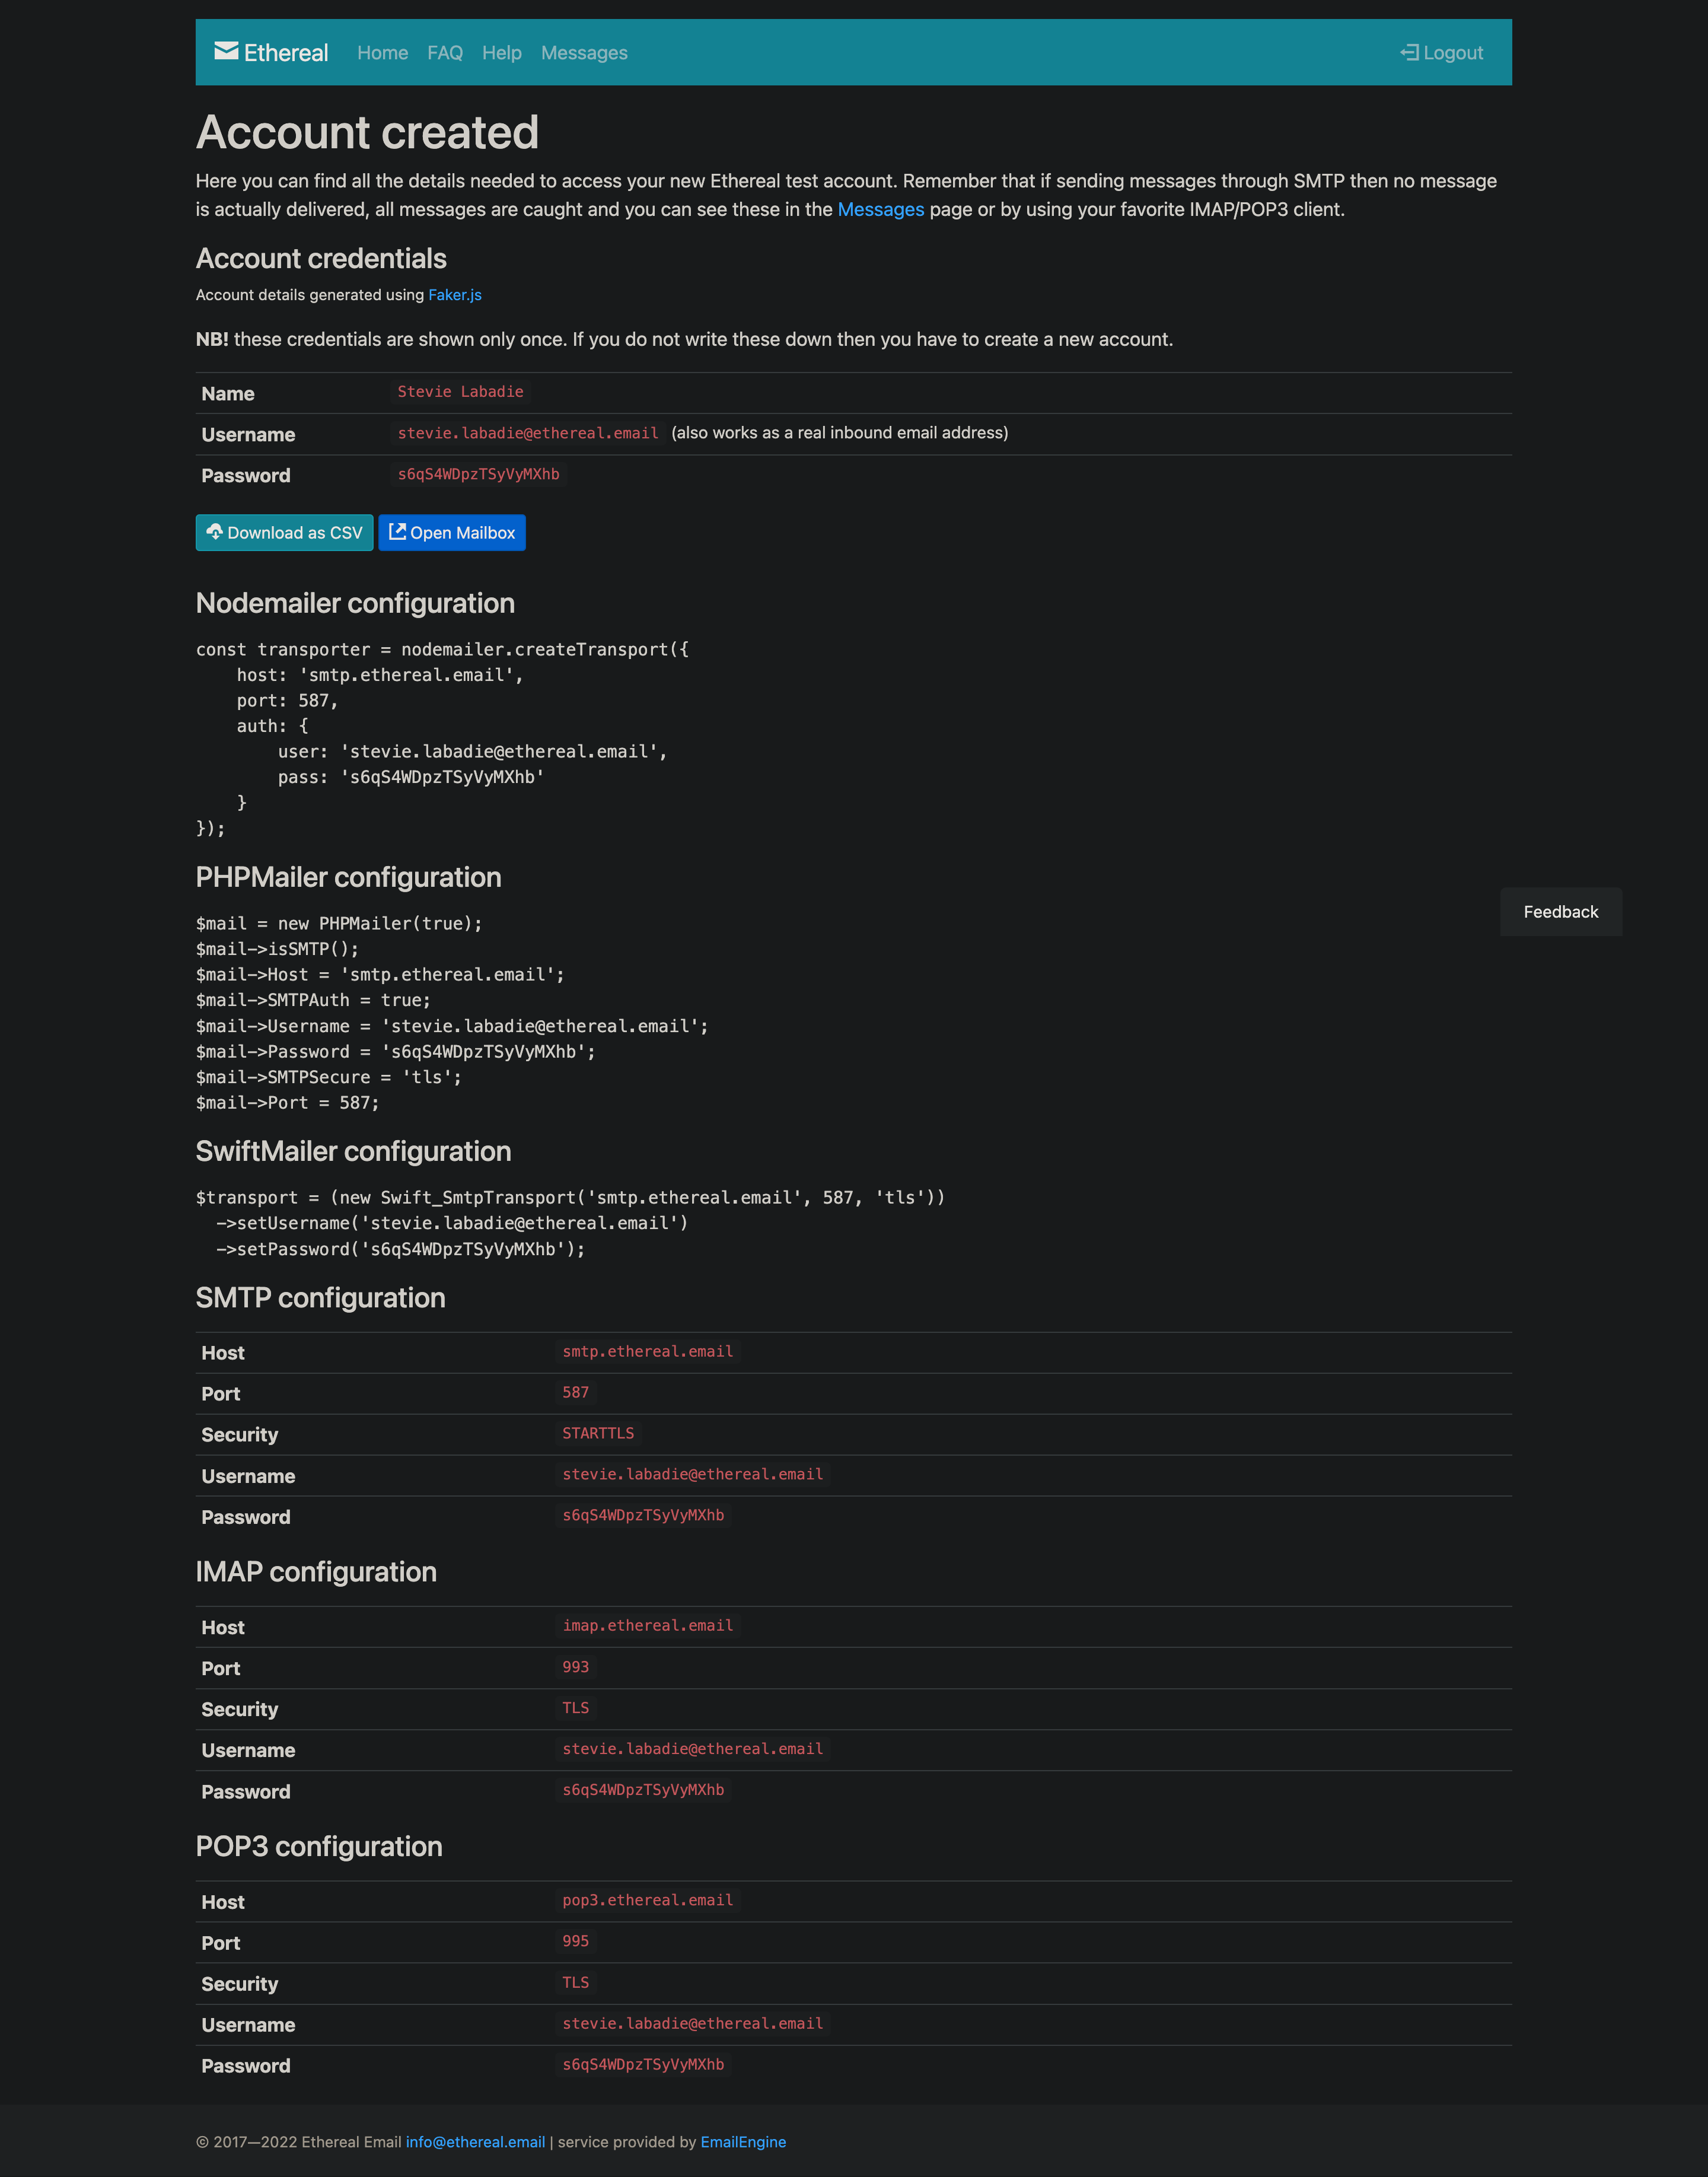 Ethereal Home FAQ Help Messages Logout
Account created
Here you can find all the details needed to access your new Ethereal test account. Remember that if sending messages through SMTP then no message
is actually delivered, all messages are caught and you can see these in the Messages page or by using your favorite IMAP/POP3 client.
Account credentials
Account details generated using Faker.js
NB! these credentials are shown only once. If you do not write these down then you have to create a new account.
Name Stevie Labadie
Username stevie.labadie@ethereal.email (also works as a real inbound email address)
Password s6qS4WDpzTSyVyMXhb
Download as CSV Open Mailbox
Nodemailer configuration
const transporter = nodemailer.createTransport({
    host: 'smtp.ethereal.email',
    port: 587,
    auth: {
        user: 'stevie.labadie@ethereal.email',
        pass: 's6qS4WDpzTSyVyMXhb'
    }
});
PHPMailer configuration
Feedback
$mail = new PHPMailer(true);
$mail->isSMTP();
$mail->Host = 'smtp.ethereal.email';
$mail->SMTPAuth = true;
$mail->Username = 'stevie.labadie@ethereal.email';
$mail->Password = 's6qS4WDpzTSyVyMXhb';
$mail->SMTPSecure = 'tls';
$mail->Port = 587;
SwiftMailer configuration
$transport = (new Swift_SmtpTransport('smtp.ethereal.email', 587, 'tls'))
  ->setUsername('stevie.labadie@ethereal.email')
  ->setPassword('s6qS4WDpzTSyVyMXhb');
SMTP configuration
Host smtp.ethereal.email
Port 587
Security STARTTLS
Username stevie.labadie@ethereal.email
Password s6qS4WDpzTSyVyMXhb
IMAP configuration
Host imap.ethereal.email
Port 993
Security TLS
Username stevie.labadie@ethereal.email
Password s6qS4WDpzTSyVyMXhb
POP3 configuration
Host pop3.ethereal.email
Port 995
Security TLS
Username stevie.labadie@ethereal.email
Password s6qS4WDpzTSyVyMXhb
© 2017—2022 Ethereal Email info@ethereal.email | service provided by EmailEngine